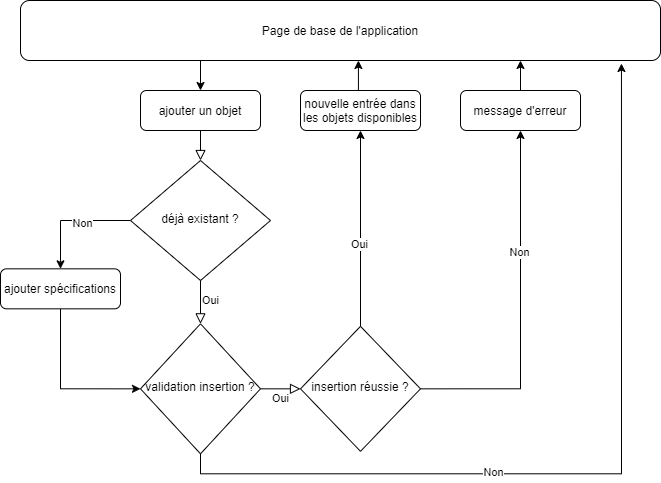 Page de base de l'application
ajouter un objet
nouvelle entrée dans
les objets disponibles
message d'erreur
déjà existant ?
Non
Oui
Non
ajouter spécifications
Oui
validation insertion ?
Oui
insertion réussie ?
Non